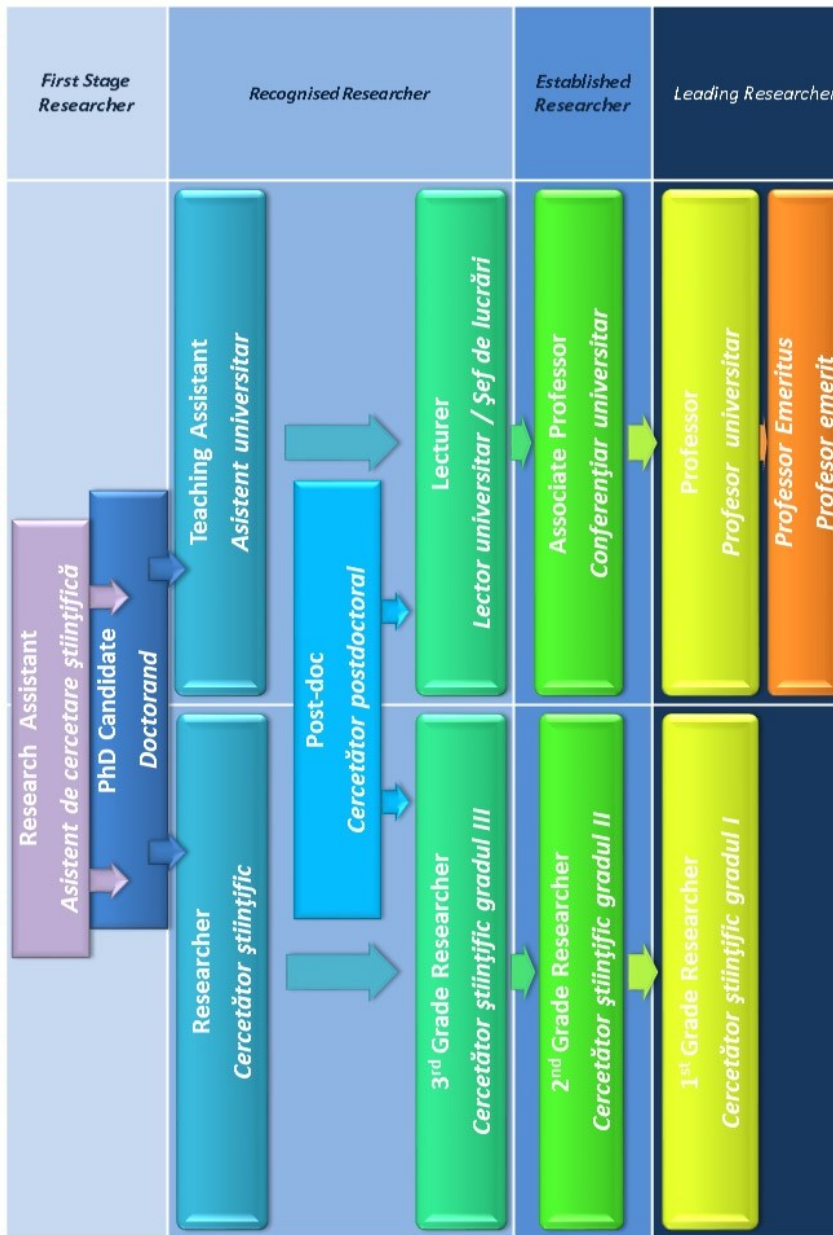 First Stage
Researcher
Recognised Researcher
Established
Researcher
Leading Researcher
Research Assistant
Asistent de cercetare ştiinţifică
PhD Candidate
Doctorand
Researcher
Cercetător ştiinţific
Teaching Assistant
Asistent universitar
Post-doc
Cercetător postdoctoral
3rd Grade Researcher
Cercetător ştiinţific gradul III
Lecturer
Lector universitar / Şef de lucrări
2nd Grade Researcher
Cercetător ştiinţific gradul II
Associate Professor
Conferenţiar universitar
1st Grade Researcher
Cercetător ştiinţific gradul I
Professor
Profesor universitar
Professor Emeritus
Profesor emerit